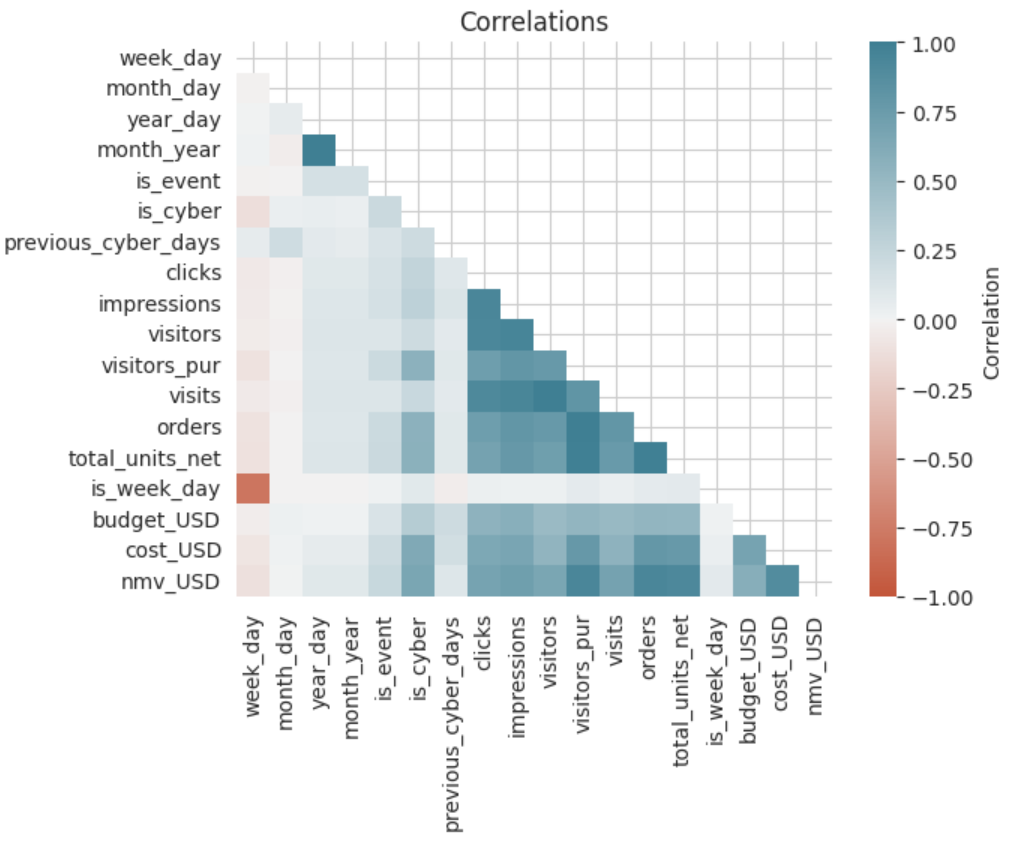 Correlations
week_day
month_day
year_day
month_year
is_event
is_cyber
previous_cyber_days
clicks
impressions
visitors
visitors_pur
visits
orders
total_units_net
is_week_day
budget_USD
cost_USD
nmv_USD
week_day
month_day
year_day
month_year
is_event
is_cyber
previous_cyber_days
clicks
impressions
visitors
visitors_pur
visits
orders
total_units_net
is_week_day
budget_USD
cost_USD
nmv_USD
1.00
0.75
0.50
0.25
0.00
−0.25
−0.50
−0.75
−1.00
Correlation